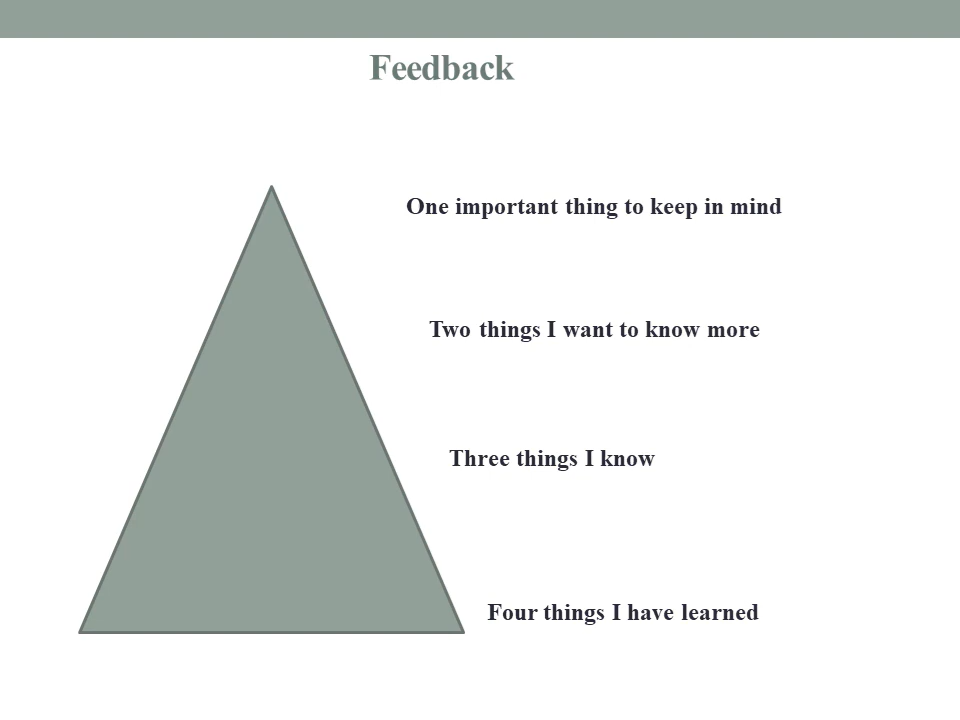 Feedback
One important thing to keep in mind
Two things I want to know more
Three things I know
Four things I have learned